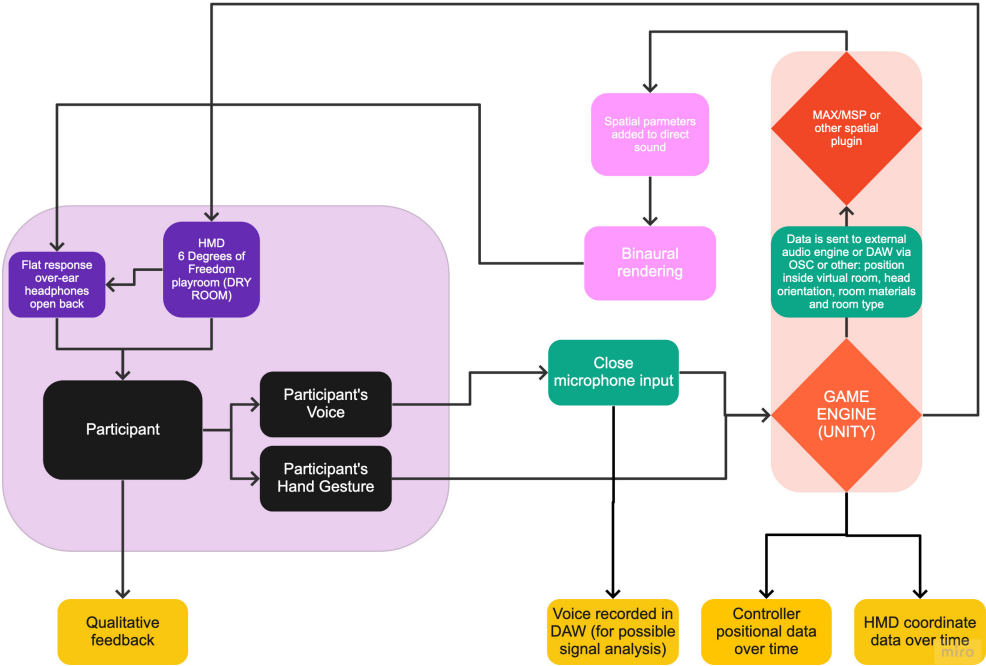 MAX/MSP or
other spatial
plugin
Spatial parmeters
added to direct
sound
HMD
6 Degrees of
Freedom
playroom (DRY
ROOM)
Flat response
over-ear
headphones
open back
Binaural
rendering
Data is sent to external
audio engine or DAW via
OSC or other: position
inside virtual room, head
orientation, room materials
and room type
Close
microphone input
Participant's
Voice
GAME
ENGINE
(UNITY)
Participant
Participant's
Hand Gesture
Qualitative
feedback
Voice recorded in
DAW (for possible
signal analysis)
Controller
positional data
over time
HMD coordinate
data over time
miro